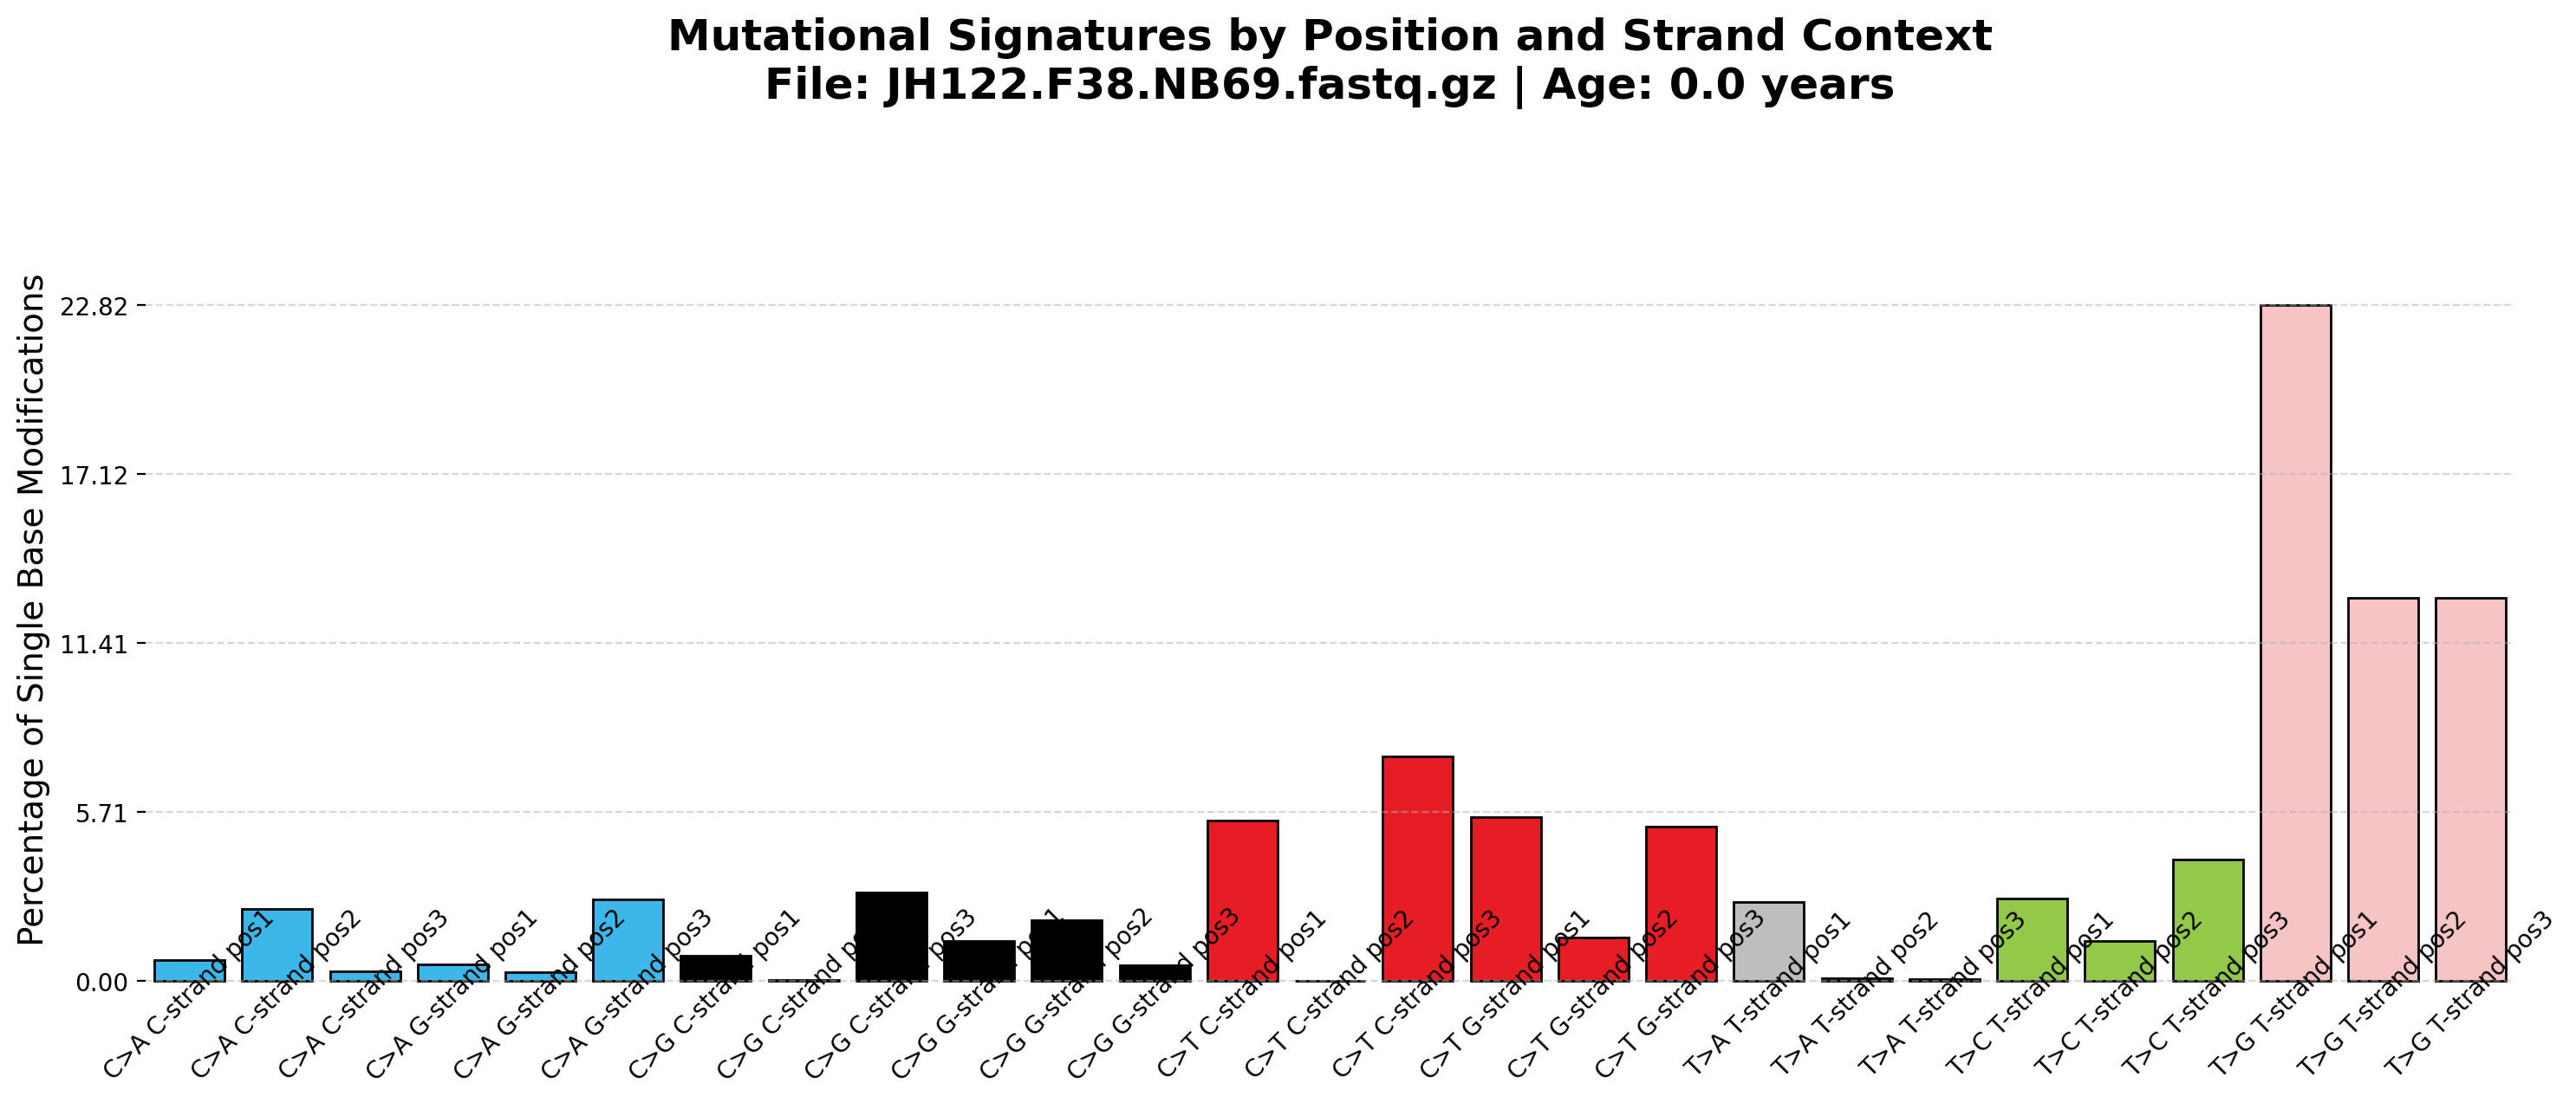 Mutational Signatures by Position and Strand Context
File: JH122.F38.NB69.fastq.gz | Age: 0.0 years
Percentage of Single Base Modifications
22.82
17.12
11.41
5.71
0.00
C>A C-strand pos1
C>A C-strand pos2
C>A C-strand pos3
C>A G-strand pos1
C>A G-strand pos2
C>A G-strand pos3
C>G C-strand pos1
C>G C-strand pos2
C>G C-strand pos3
C>G G-strand pos1
C>G G-strand pos2
C>G G-strand pos3
C>T C-strand pos1
C>T C-strand pos2
C>T C-strand pos3
C>T G-strand pos1
C>T G-strand pos2
C>T G-strand pos3
T>A T-strand pos1
T>A T-strand pos2
T>A T-strand pos3
T>C T-strand pos1
T>C T-strand pos2
T>C T-strand pos3
T>G T-strand pos1
T>G T-strand pos2
T>G T-strand pos3